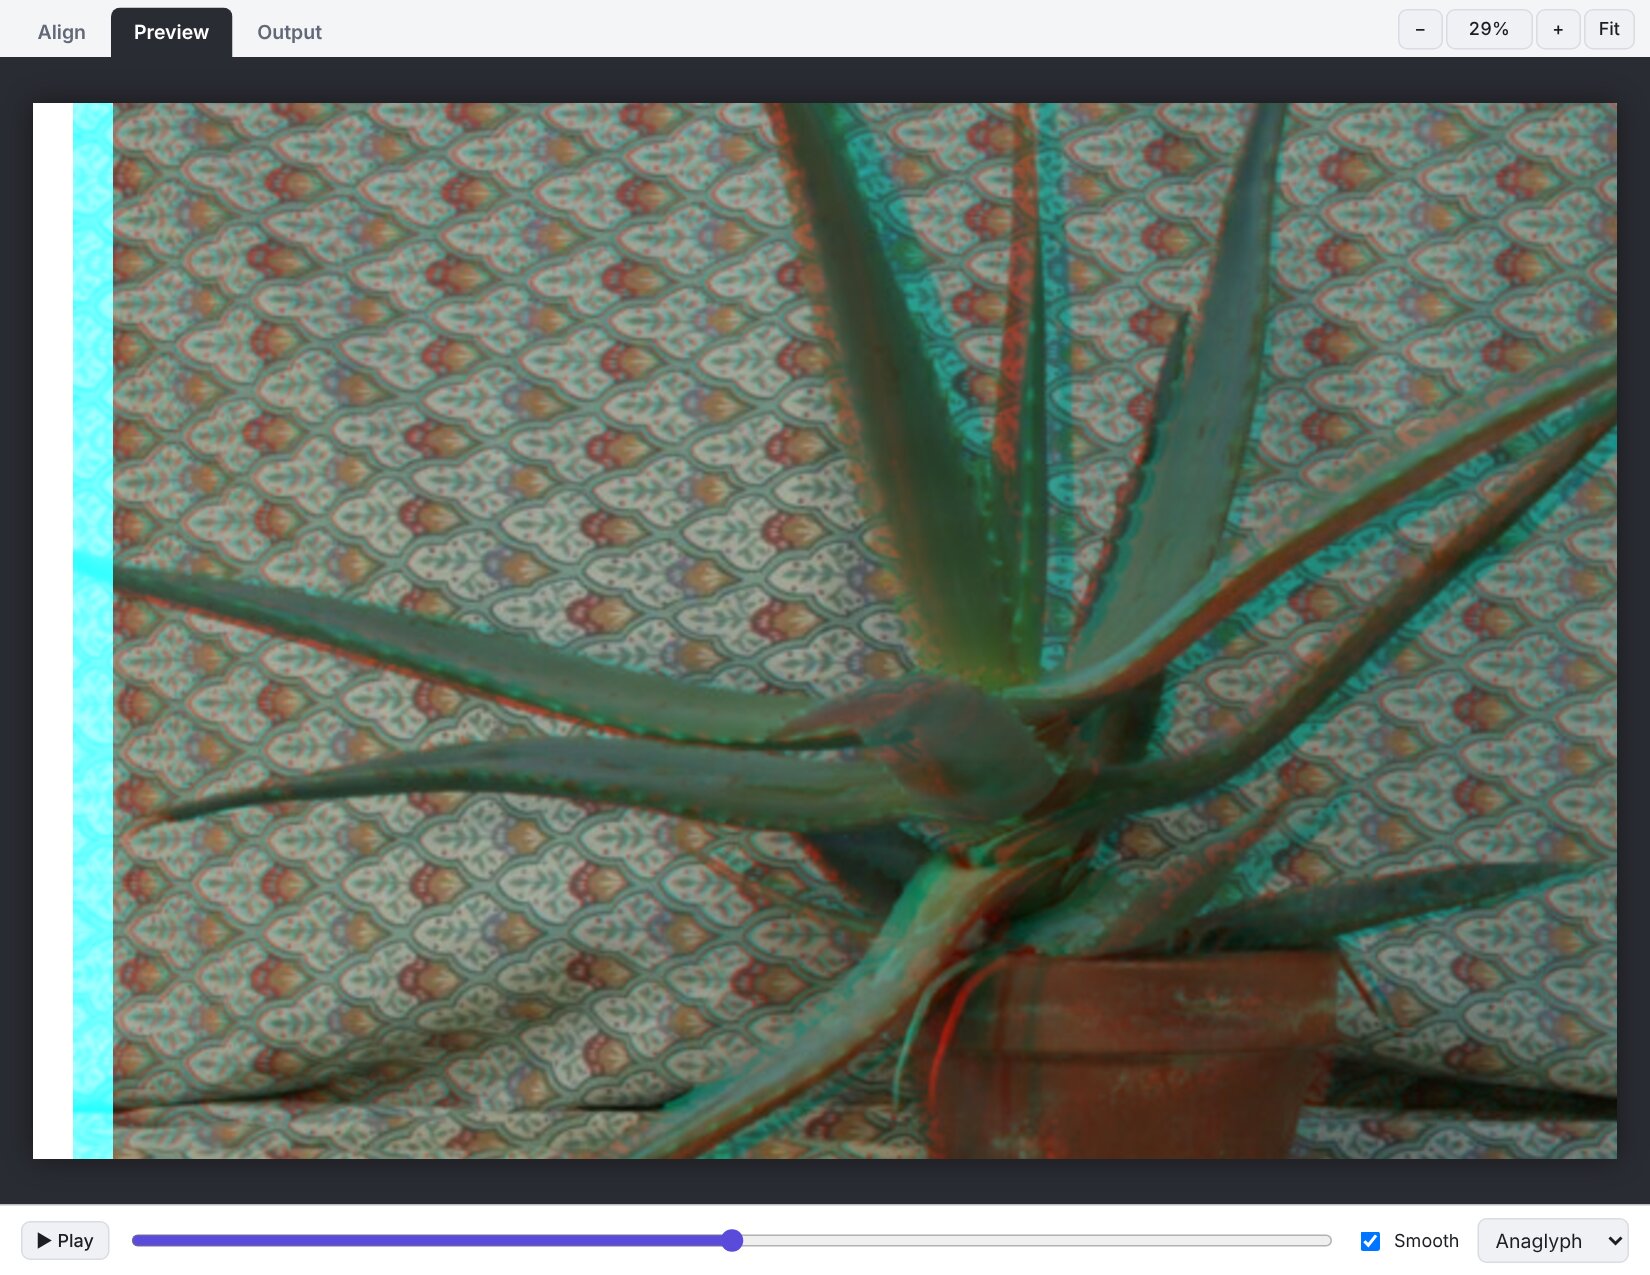 Align Preview Output − 29% + Fit
▶ Play Smooth Anaglyph